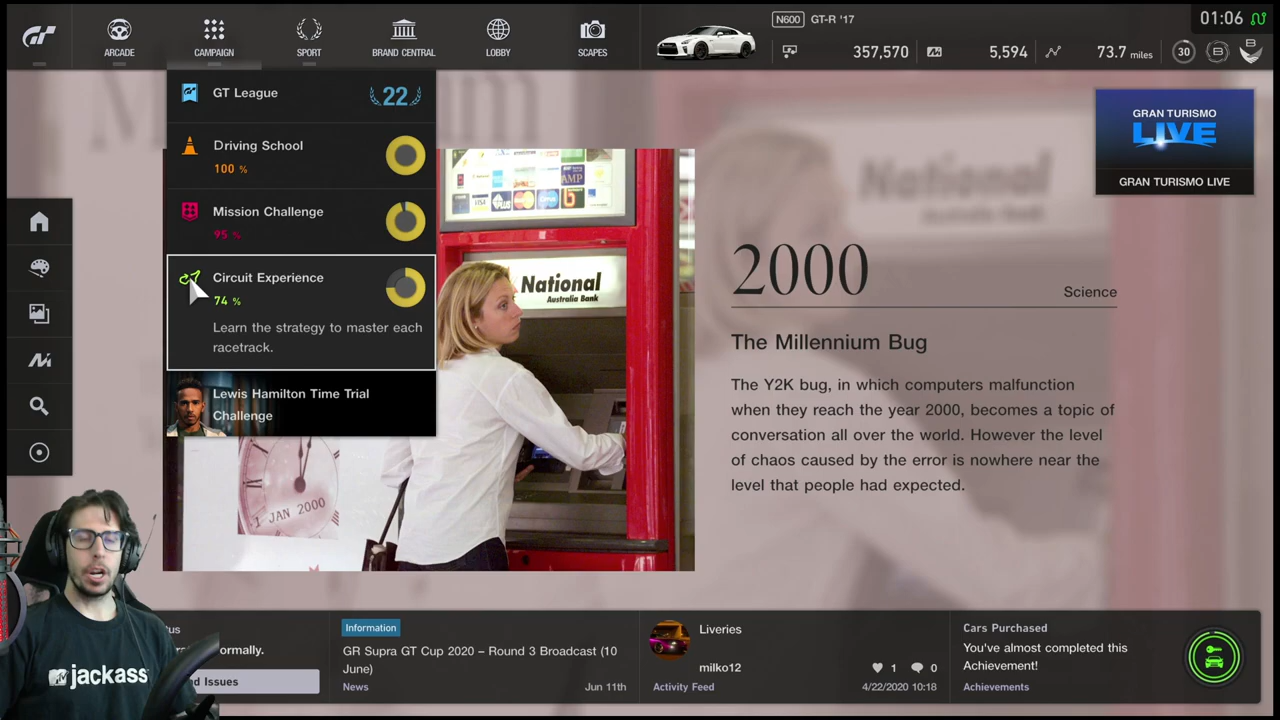 GT
ARCADE
CAMPAIGN
SPORT
BRAND CENTRAL
LOBBY
SCAPES
N600 GT-R '17
357,570
5,594
73.7 miles
30
B
01:06
GT League
22
Driving School
100 %
Mission Challenge
95 %
Circuit Experience
74 %
Learn the strategy to master each
racetrack.
Lewis Hamilton Time Trial
Challenge
GRAN TURISMO
LIVE
GRAN TURISMO LIVE
National
Australia Bank
AMP
VISA
PLUS
1 JAN 2000
2000
Science
The Millennium Bug
The Y2K bug, in which computers malfunction
when they reach the year 2000, becomes a topic of
conversation all over the world. However the level
of chaos caused by the error is nowhere near the
level that people had expected.
MTV jackass
Information
GR Supra GT Cup 2020 – Round 3 Broadcast (10
June)
News
Jun 11th
Liveries
milko12
1
0
Activity Feed
4/22/2020 10:18
Cars Purchased
You've almost completed this
Achievement!
Achievements
Issues